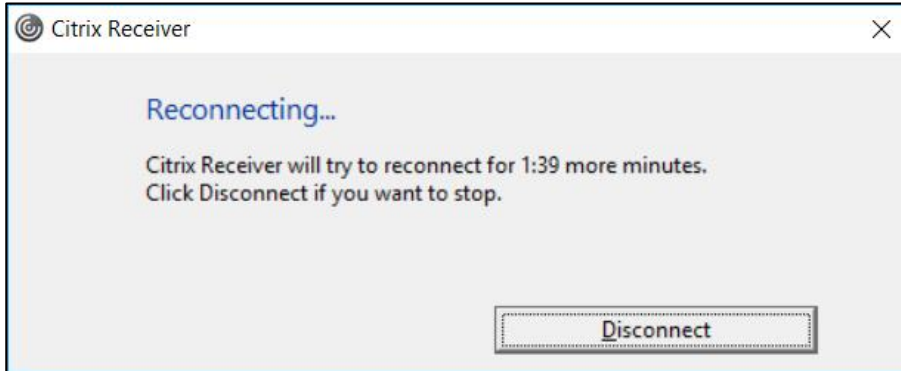 Citrix Receiver
Reconnecting...
Citrix Receiver will try to reconnect for 1:39 more minutes.
Click Disconnect if you want to stop.
Disconnect